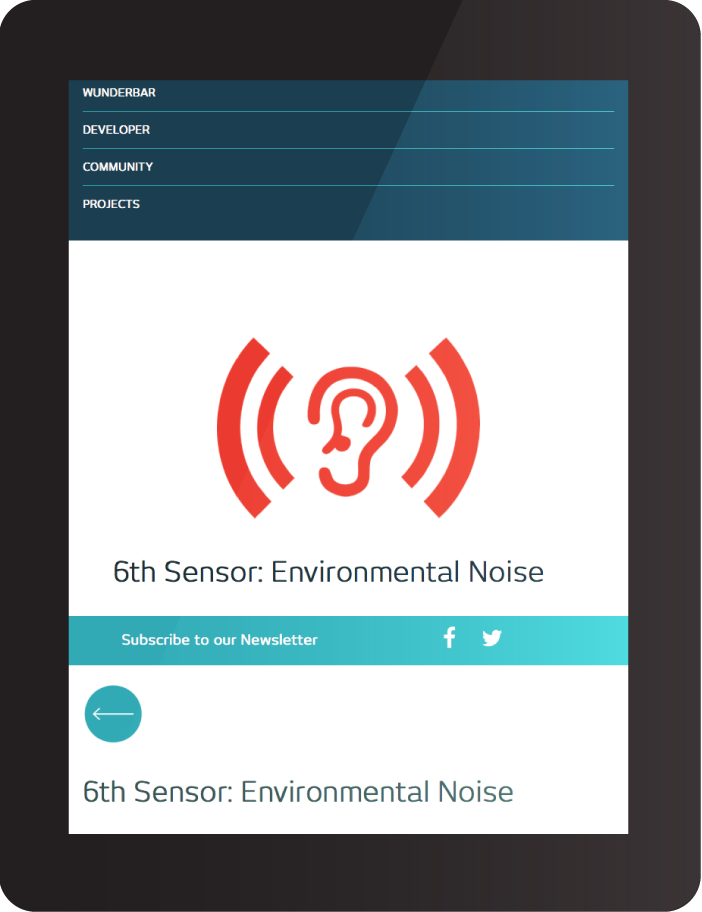 WUNDERBAR
DEVELOPER
COMMUNITY
PROJECTS
6th Sensor: Environmental Noise
Subscribe to our Newsletter
6th Sensor: Environmental Noise